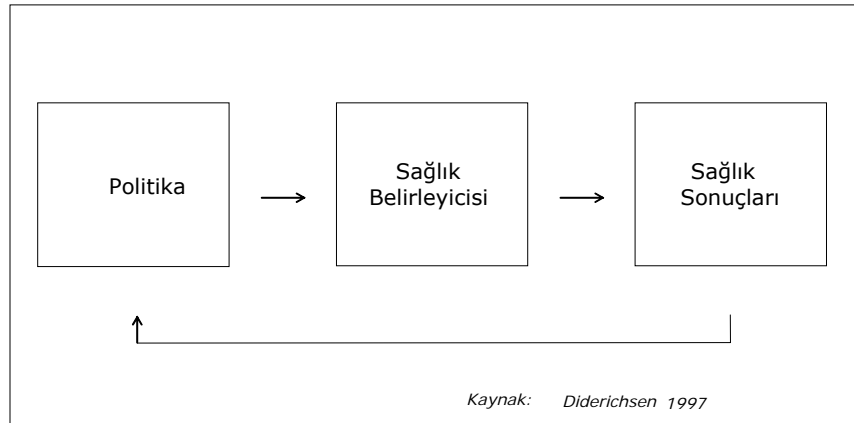 Politika
Sağlık
Belirleyicisi
Sağlık
Sonuçları
Kaynak: Diderichsen 1997